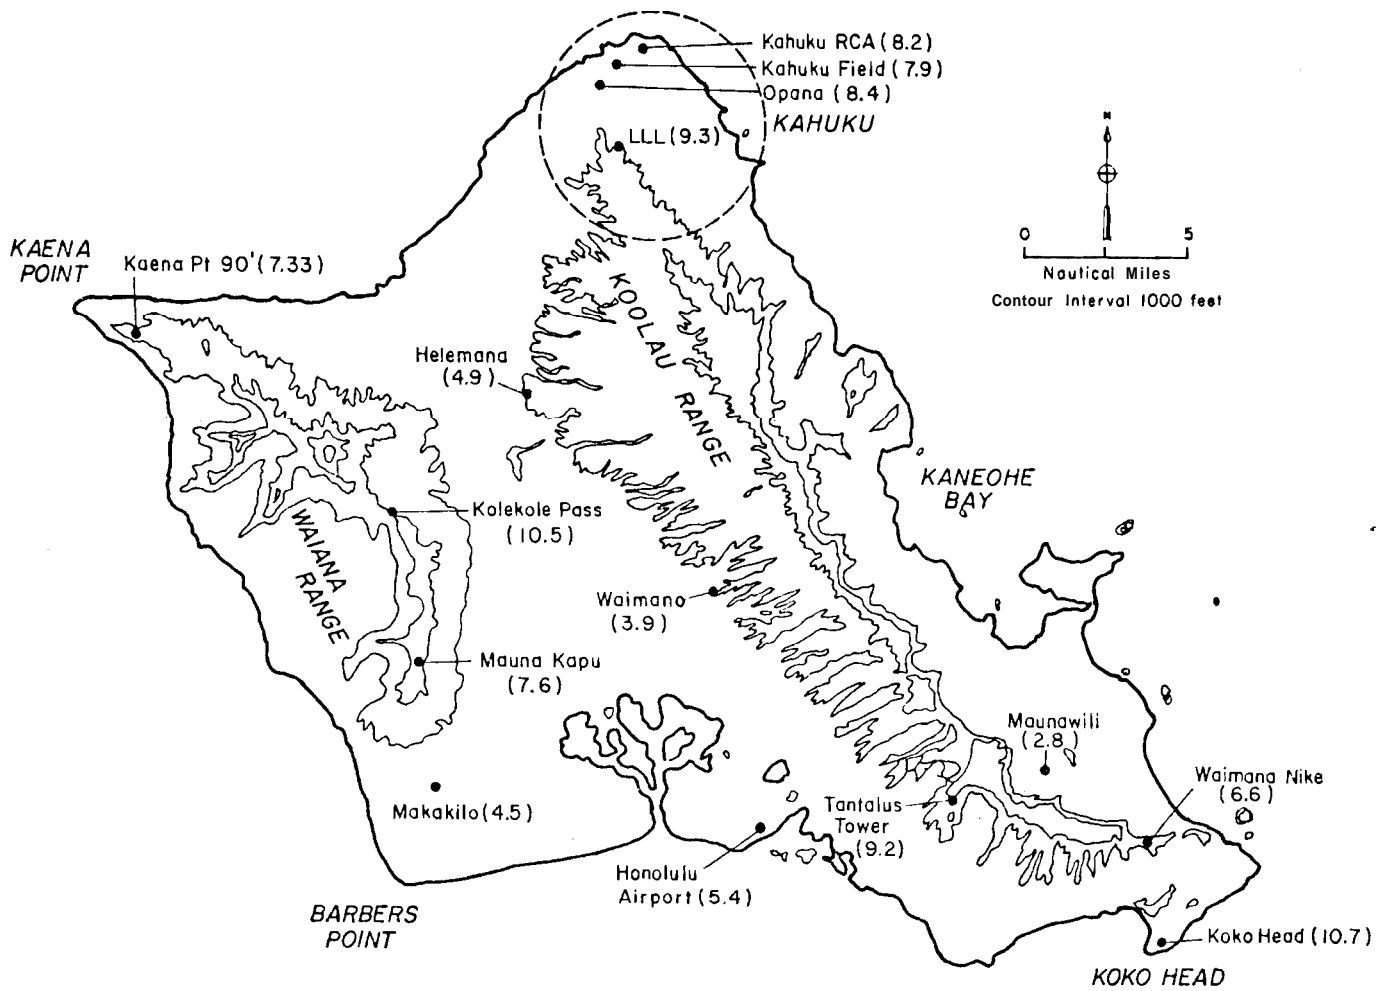 Kahuku RCA (8.2)
Kahuku Field (7.9)
Opana (8.4)
KAHUKU
LLL (9.3)
N
0 5
Nautical Miles
Contour Interval 1000 feet
KAENA
POINT
Kaena Pt 90' (7.33)
KOOLAU RANGE
Helemana
(4.9)
KANEOHE
BAY
Kolekole Pass
(10.5)
WAIANA
RANGE
Waimano
(3.9)
Mauna Kapu
(7.6)
Maunawili
(2.8)
Waimana Nike
(6.6)
Makakilo (4.5)
Tantalus
Tower
(9.2)
Honolulu
Airport (5.4)
BARBERS
POINT
Koko Head (10.7)
KOKO HEAD